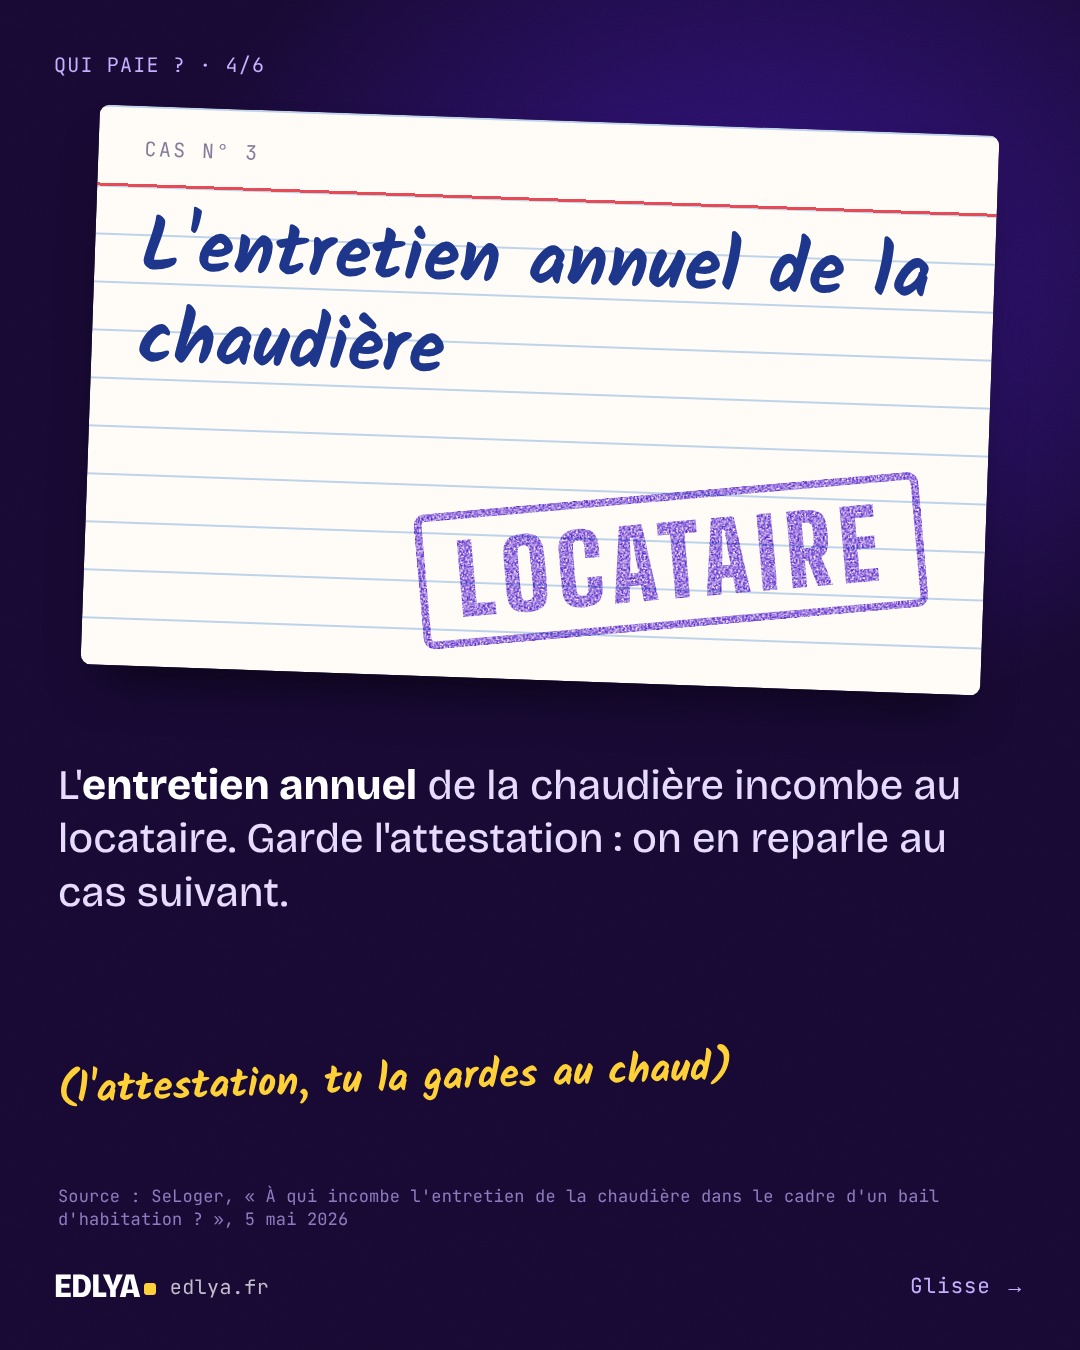 QUI PAIE ? · 4/6
CAS N° 3
L'entretien annuel de la
chaudière
LOCATAIRE
L'entretien annuel de la chaudière incombe au
locataire. Garde l'attestation : on en reparle au
cas suivant.
(l'attestation, tu la gardes au chaud)
Source : SeLoger, « À qui incombe l'entretien de la chaudière dans le cadre d'un bail
d'habitation ? », 5 mai 2026
EDLYA edlya.fr
Glisse →